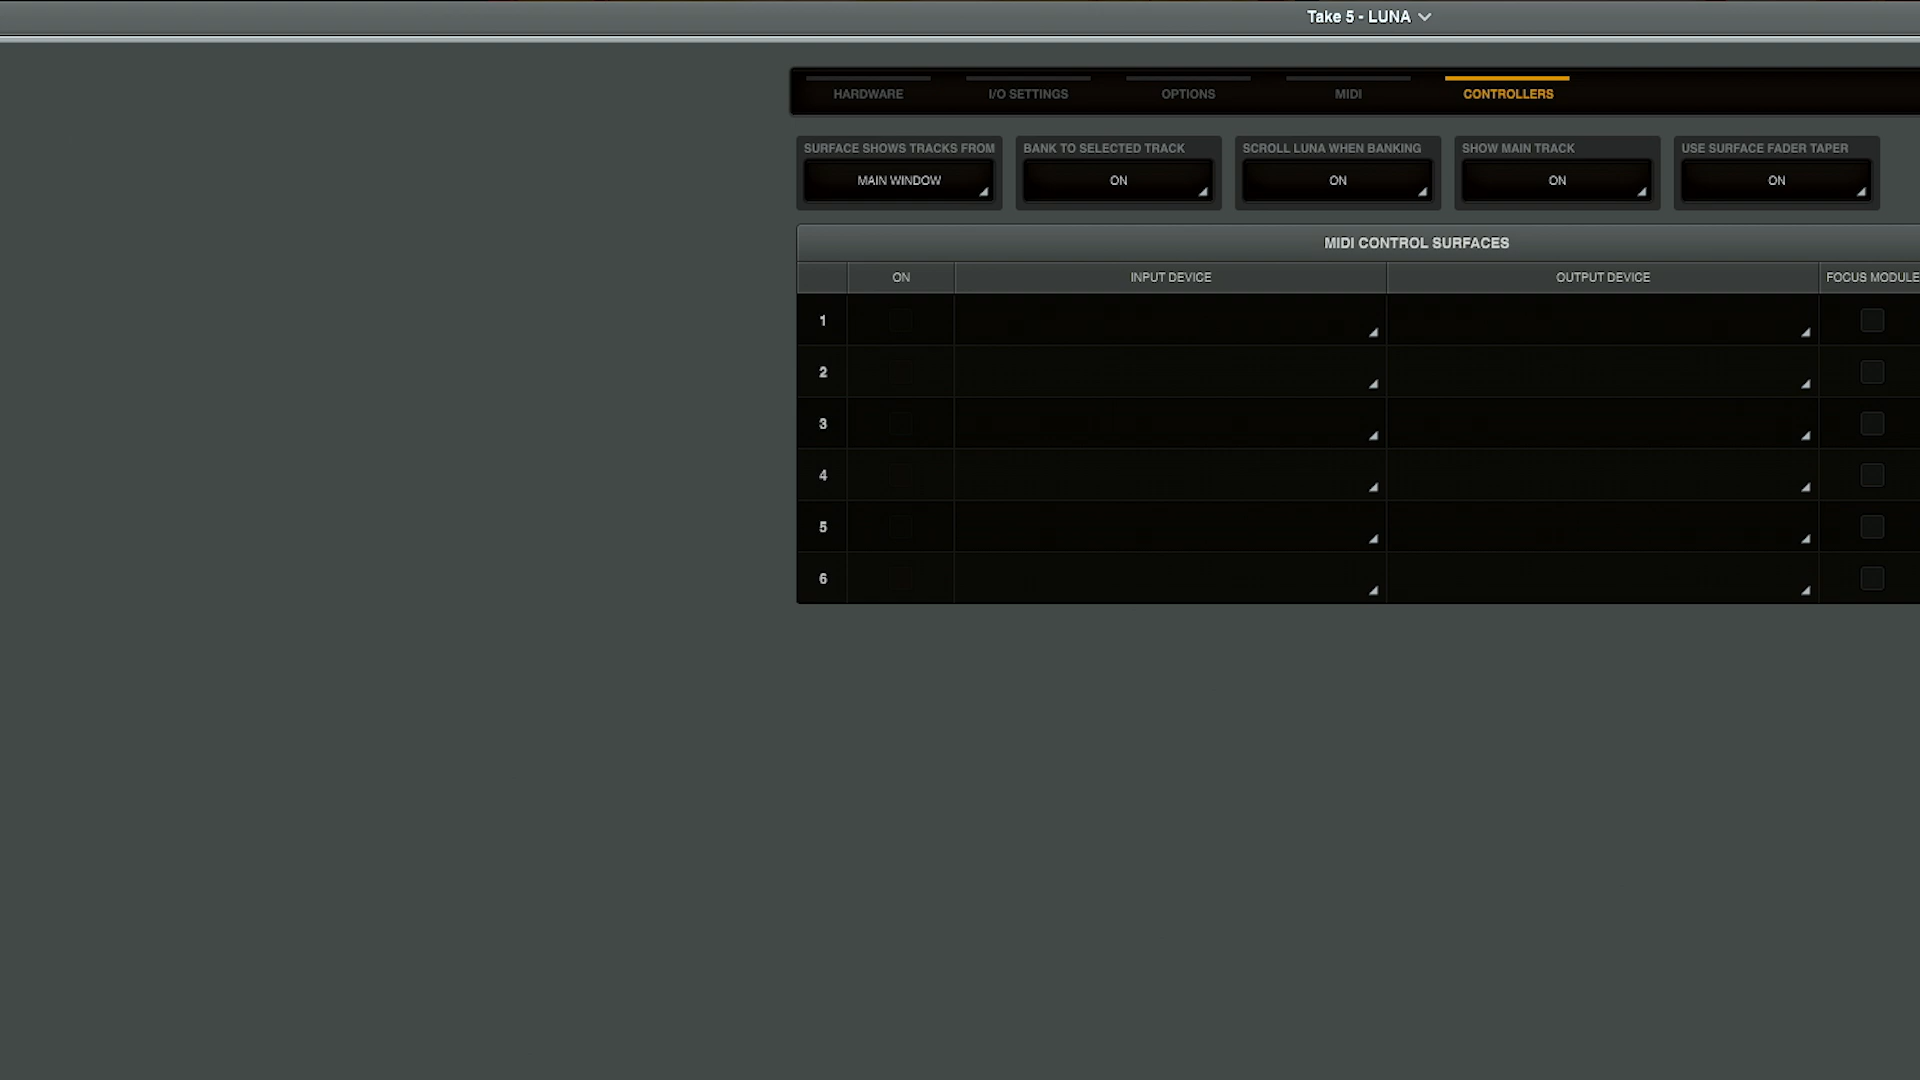 Take 5 - LUNA
HARDWARE
I/O SETTINGS
OPTIONS
MIDI
CONTROLLERS
SURFACE SHOWS TRACKS FROM
MAIN WINDOW
BANK TO SELECTED TRACK
ON
SCROLL LUNA WHEN BANKING
ON
SHOW MAIN TRACK
ON
USE SURFACE FADER TAPER
ON
MIDI CONTROL SURFACES
ON
INPUT DEVICE
OUTPUT DEVICE
FOCUS MODULE
1
2
3
4
5
6